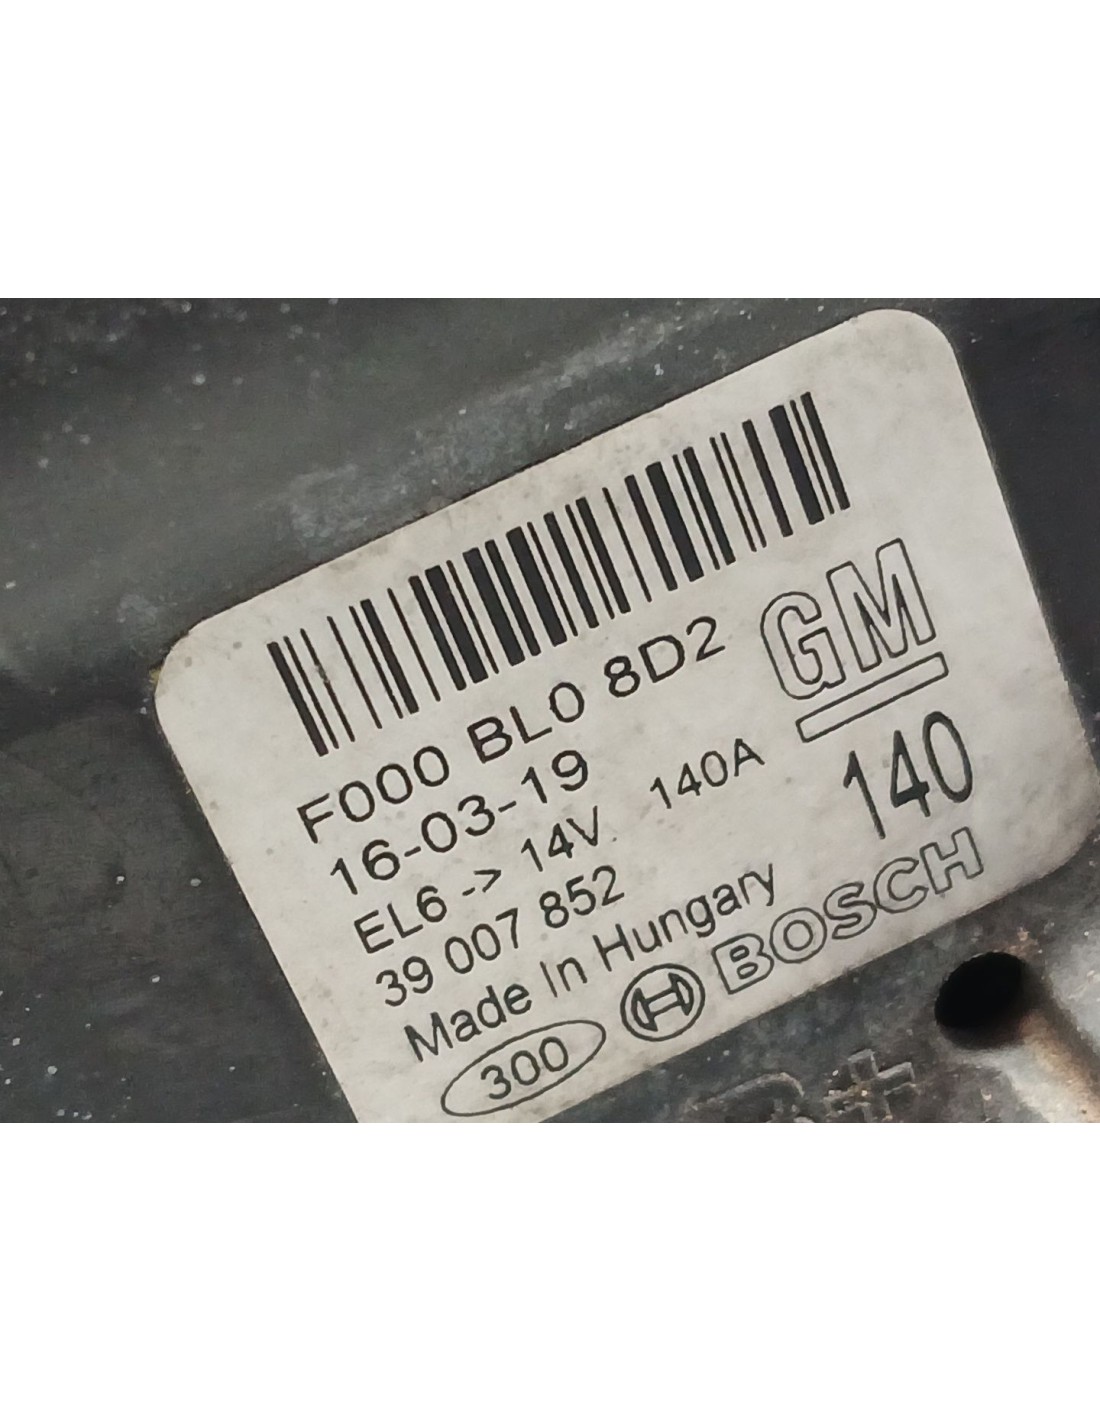 F000 BL0 8D2
GM
16-03-19
EL6 -> 14V 140A
140
39 007 852
Made In Hungary
300
BOSCH